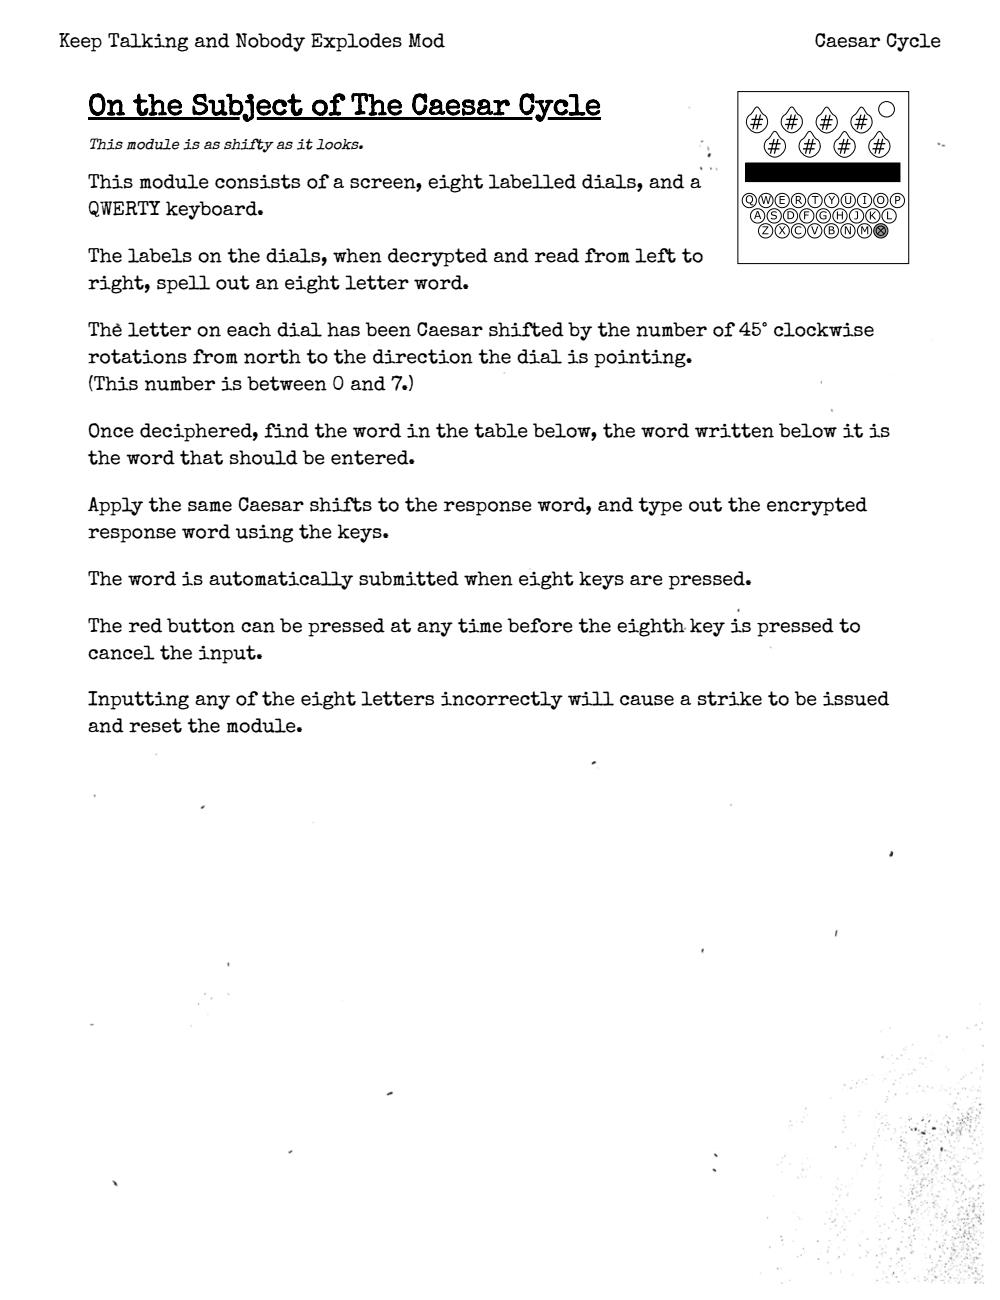 Keep Talking and Nobody Explodes Mod
Caesar Cycle
On the Subject of The Caesar Cycle
This module is as shifty as it looks.
This module consists of a screen, eight labelled dials, and a
QWERTY keyboard.
The labels on the dials, when decrypted and read from left to
right, spell out an eight letter word.
The letter on each dial has been Caesar shifted by the number of 45° clockwise
rotations from north to the direction the dial is pointing.
(This number is between 0 and 7.)
Once deciphered, find the word in the table below, the word written below it is
the word that should be entered.
Apply the same Caesar shifts to the response word, and type out the encrypted
response word using the keys.
The word is automatically submitted when eight keys are pressed.
The red button can be pressed at any time before the eighth key is pressed to
cancel the input.
Inputting any of the eight letters incorrectly will cause a strike to be issued
and reset the module.
# # # #
# # # #
Q W E R T Y U I O P
A S D F G H J K L
Z X C V B N M